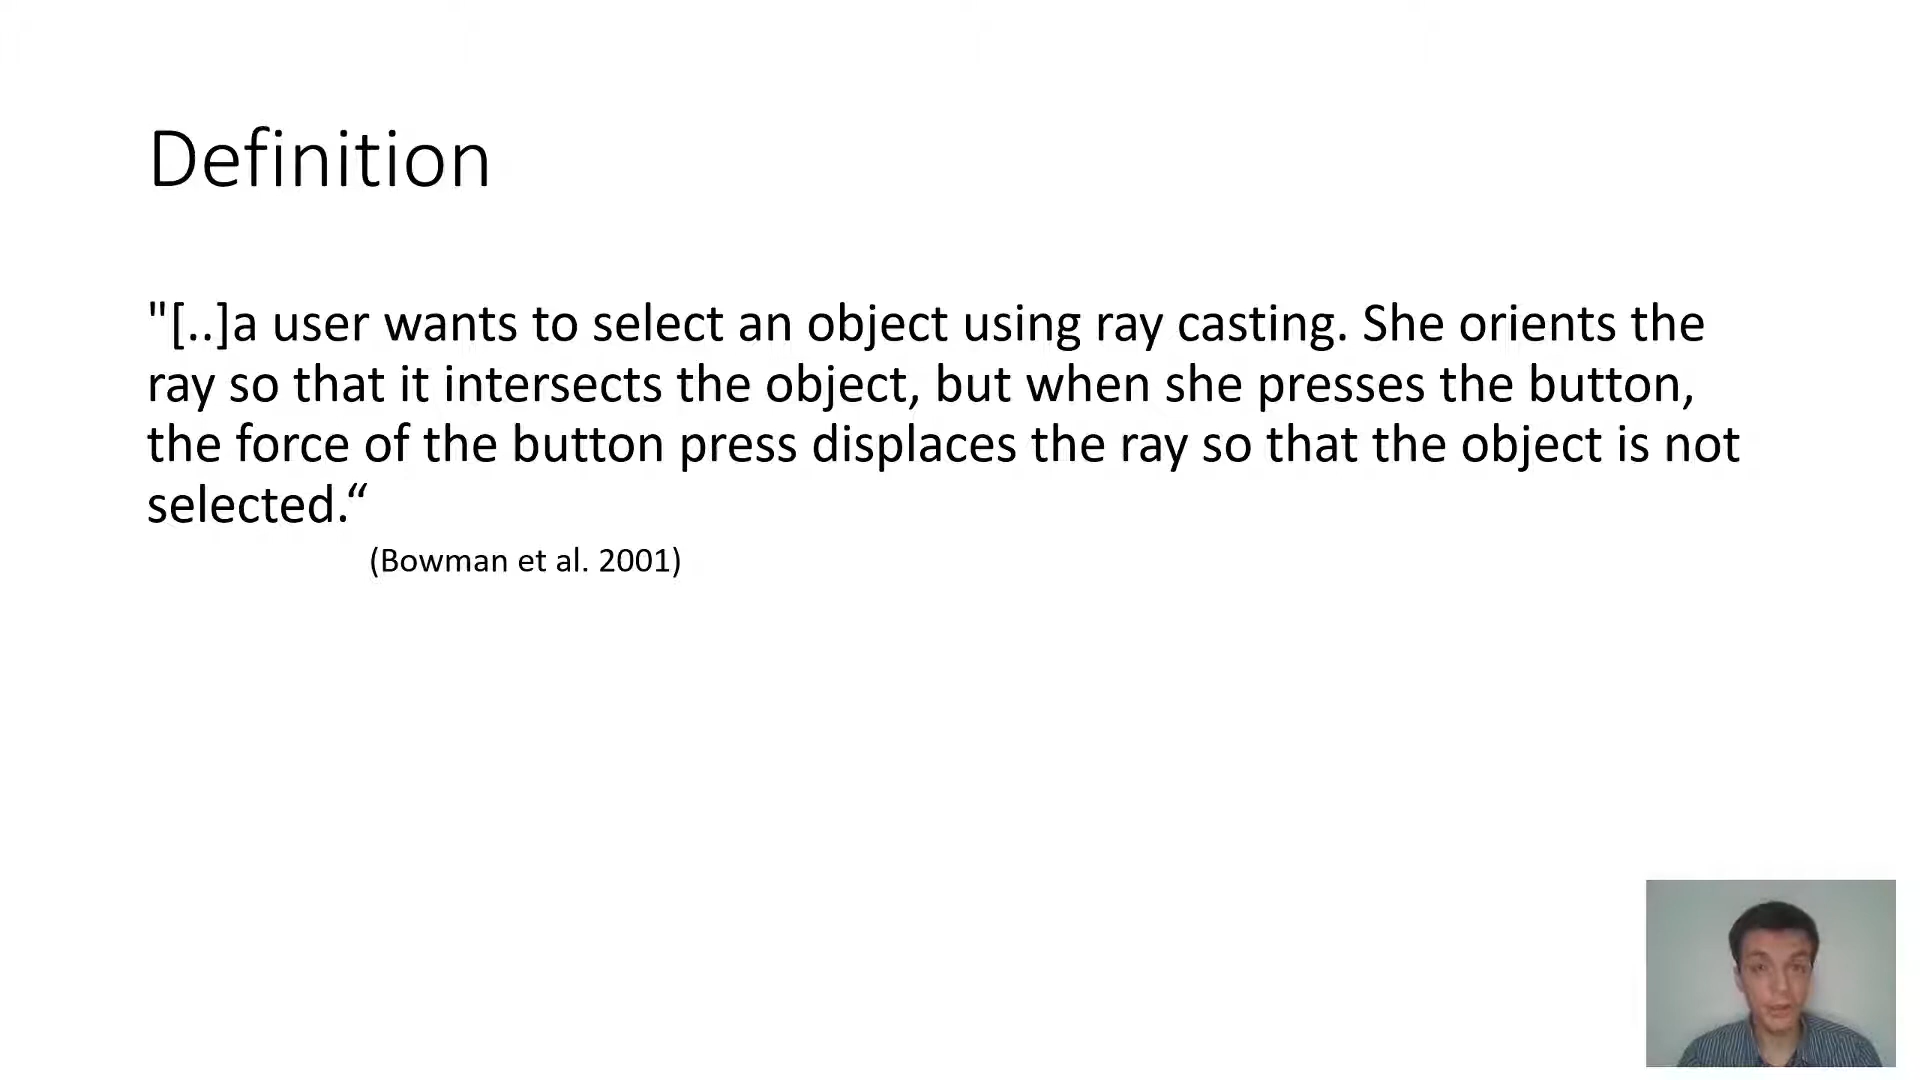 Definition
"[..]a user wants to select an object using ray casting. She orients the
ray so that it intersects the object, but when she presses the button,
the force of the button press displaces the ray so that the object is not
selected.“
(Bowman et al. 2001)